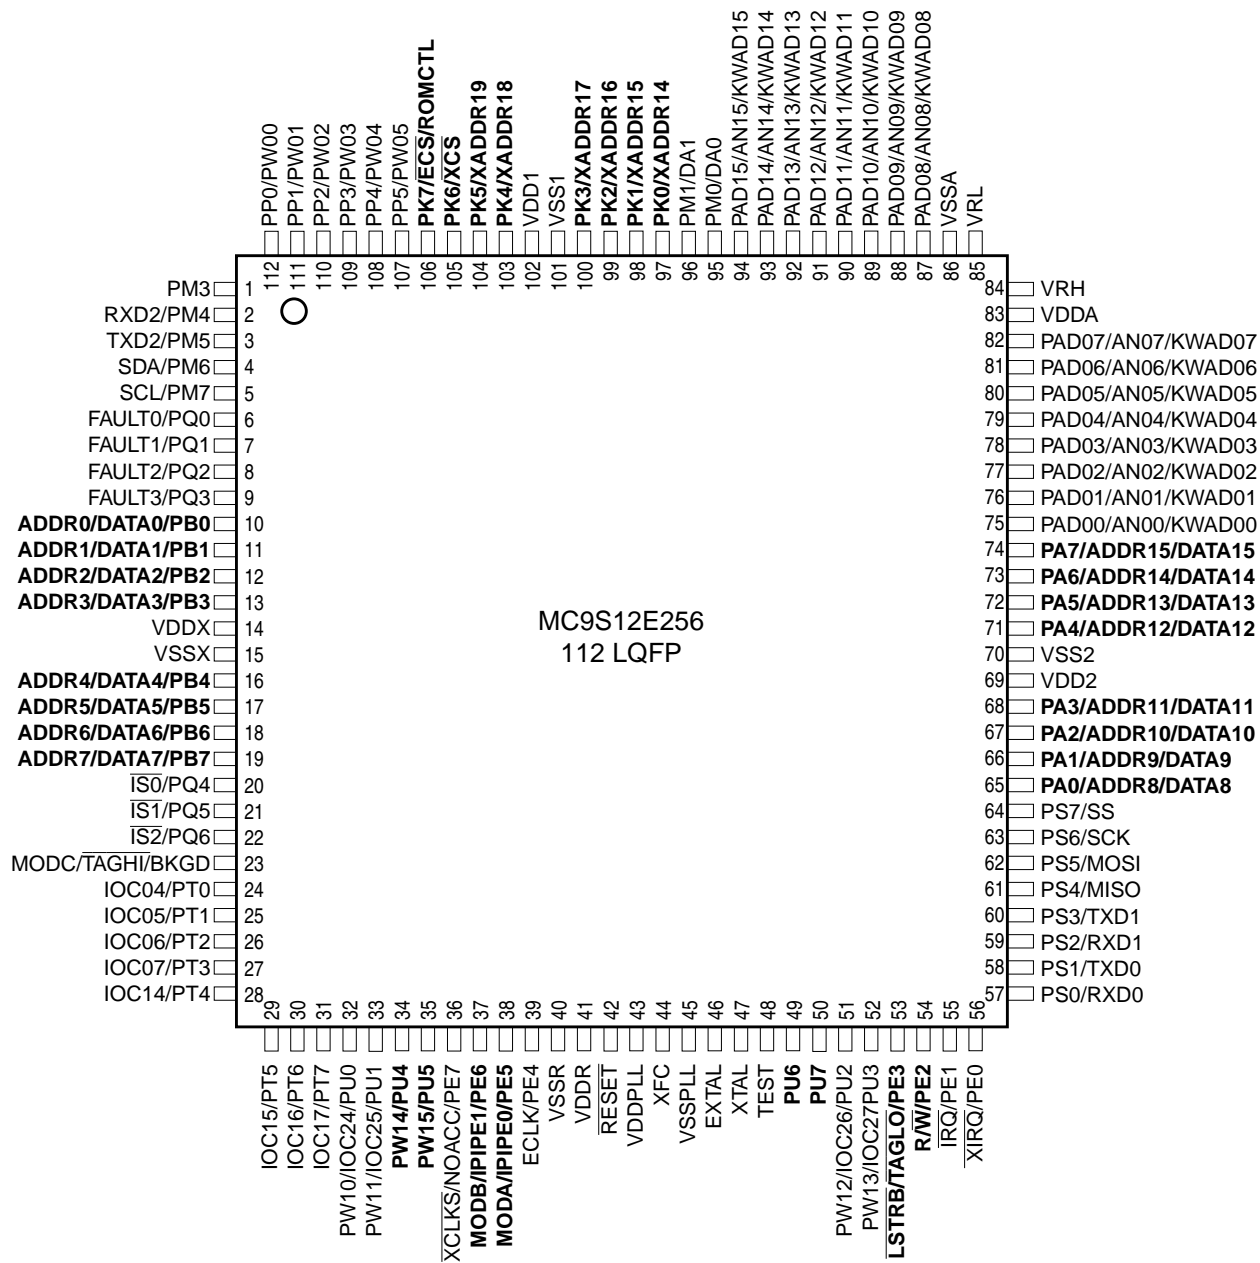 PP0/PW00
PP1/PW01
PP2/PW02
PP3/PW03
PP4/PW04
PP5/PW05
PK7/ECS/ROMCTL
PK6/XCS
PK5/XADDR19
PK4/XADDR18
VDD1
VSS1
PK3/XADDR17
PK2/XADDR16
PK1/XADDR15
PK0/XADDR14
PM1/DA1
PM0/DA0
PAD15/AN15/KWAD15
PAD14/AN14/KWAD14
PAD13/AN13/KWAD13
PAD12/AN12/KWAD12
PAD11/AN11/KWAD11
PAD10/AN10/KWAD10
PAD09/AN09/KWAD09
PAD08/AN08/KWAD08
VSSA
VRL
112
111
110
109
108
107
106
105
104
103
102
101
100
99
98
97
96
95
94
93
92
91
90
89
88
87
86
85
PM3 1
RXD2/PM4 2
TXD2/PM5 3
SDA/PM6 4
SCL/PM7 5
FAULT0/PQ0 6
FAULT1/PQ1 7
FAULT2/PQ2 8
FAULT3/PQ3 9
ADDR0/DATA0/PB0 10
ADDR1/DATA1/PB1 11
ADDR2/DATA2/PB2 12
ADDR3/DATA3/PB3 13
VDDX 14
VSSX 15
ADDR4/DATA4/PB4 16
ADDR5/DATA5/PB5 17
ADDR6/DATA6/PB6 18
ADDR7/DATA7/PB7 19
IS0/PQ4 20
IS1/PQ5 21
IS2/PQ6 22
MODC/TAGHI/BKGD 23
IOC04/PT0 24
IOC05/PT1 25
IOC06/PT2 26
IOC07/PT3 27
IOC14/PT4 28
MC9S12E256
112 LQFP
84 VRH
83 VDDA
82 PAD07/AN07/KWAD07
81 PAD06/AN06/KWAD06
80 PAD05/AN05/KWAD05
79 PAD04/AN04/KWAD04
78 PAD03/AN03/KWAD03
77 PAD02/AN02/KWAD02
76 PAD01/AN01/KWAD01
75 PAD00/AN00/KWAD00
74 PA7/ADDR15/DATA15
73 PA6/ADDR14/DATA14
72 PA5/ADDR13/DATA13
71 PA4/ADDR12/DATA12
70 VSS2
69 VDD2
68 PA3/ADDR11/DATA11
67 PA2/ADDR10/DATA10
66 PA1/ADDR9/DATA9
65 PA0/ADDR8/DATA8
64 PS7/SS
63 PS6/SCK
62 PS5/MOSI
61 PS4/MISO
60 PS3/TXD1
59 PS2/RXD1
58 PS1/TXD0
57 PS0/RXD0
29
30
31
32
33
34
35
36
37
38
39
40
41
42
43
44
45
46
47
48
49
50
51
52
53
54
55
56
IOC15/PT5
IOC16/PT6
IOC17/PT7
PW10/IOC24/PU0
PW11/IOC25/PU1
PW14/PU4
PW15/PU5
XCLKS/NOACC/PE7
MODB/IPIPE1/PE6
MODA/IPIPE0/PE5
ECLK/PE4
VSSR
VDDR
RESET
VDDPLL
XFC
VSSPLL
EXTAL
XTAL
TEST
PU6
PU7
PW12/IOC26/PU2
PW13/IOC27PU3
LSTRB/TAGLO/PE3
R/W/PE2
IRQ/PE1
XIRQ/PE0